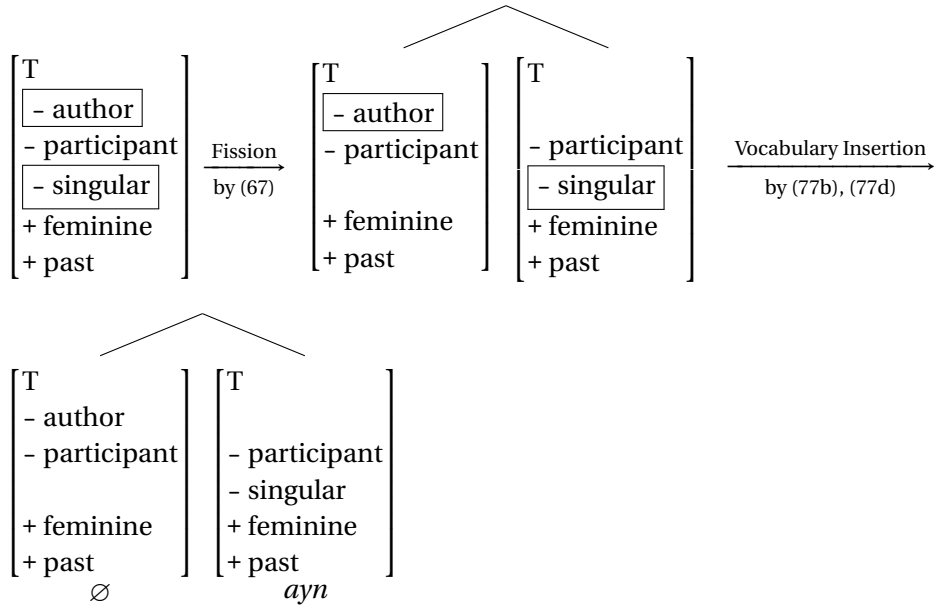 T
– author
– participant
– singular
+ feminine
+ past
Fission
by (67)
T
– author
– participant
+ feminine
+ past
T
– participant
– singular
+ feminine
+ past
Vocabulary Insertion
by (77b), (77d)
T
– author
– participant
+ feminine
+ past
∅
T
– participant
– singular
+ feminine
+ past
ayn